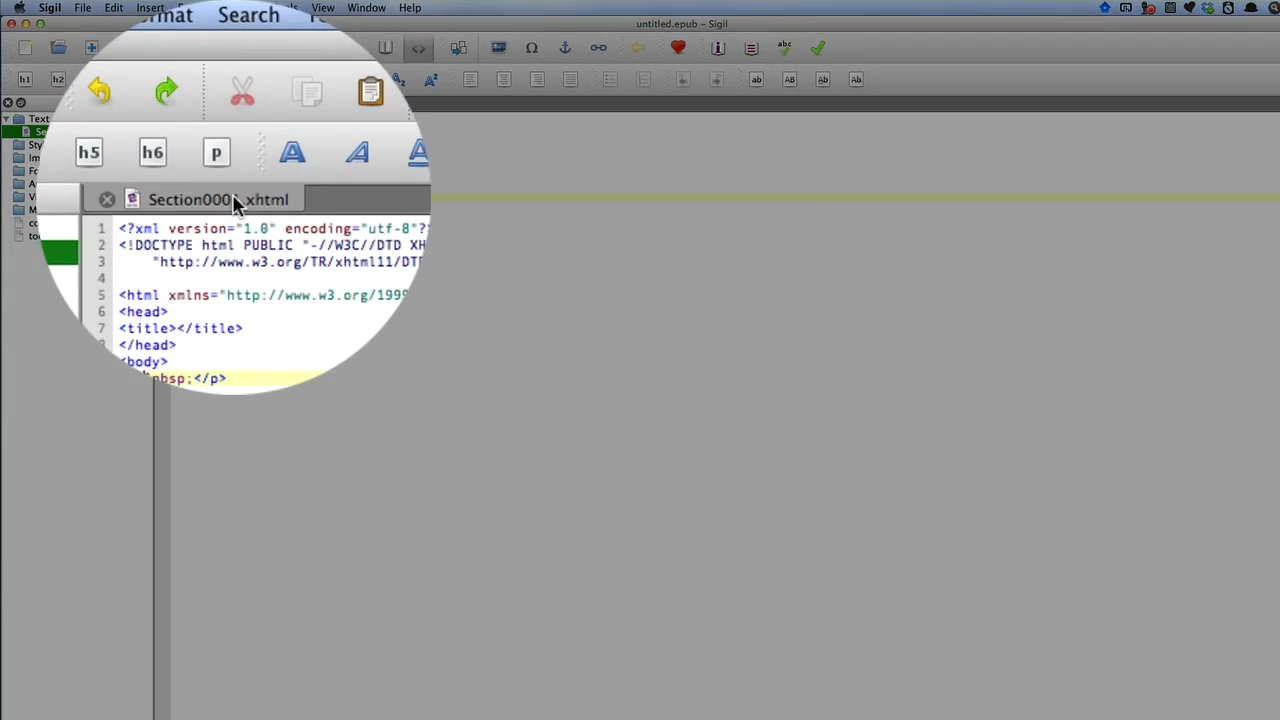 Sigil File Edit Insert View Window Help
Format Search
untitled.epub – Sigil
h1 h2
h5 h6 p
Text
Section0001.xhtml
1 <?xml version="1.0" encoding="utf-8"?
2 <!DOCTYPE html PUBLIC "-//W3C//DTD XH
3 "http://www.w3.org/TR/xhtml11/DT
4
5 <html xmlns="http://www.w3.org/1999
6 <head>
7 <title></title>
</head>
<body>
nbsp;</p>